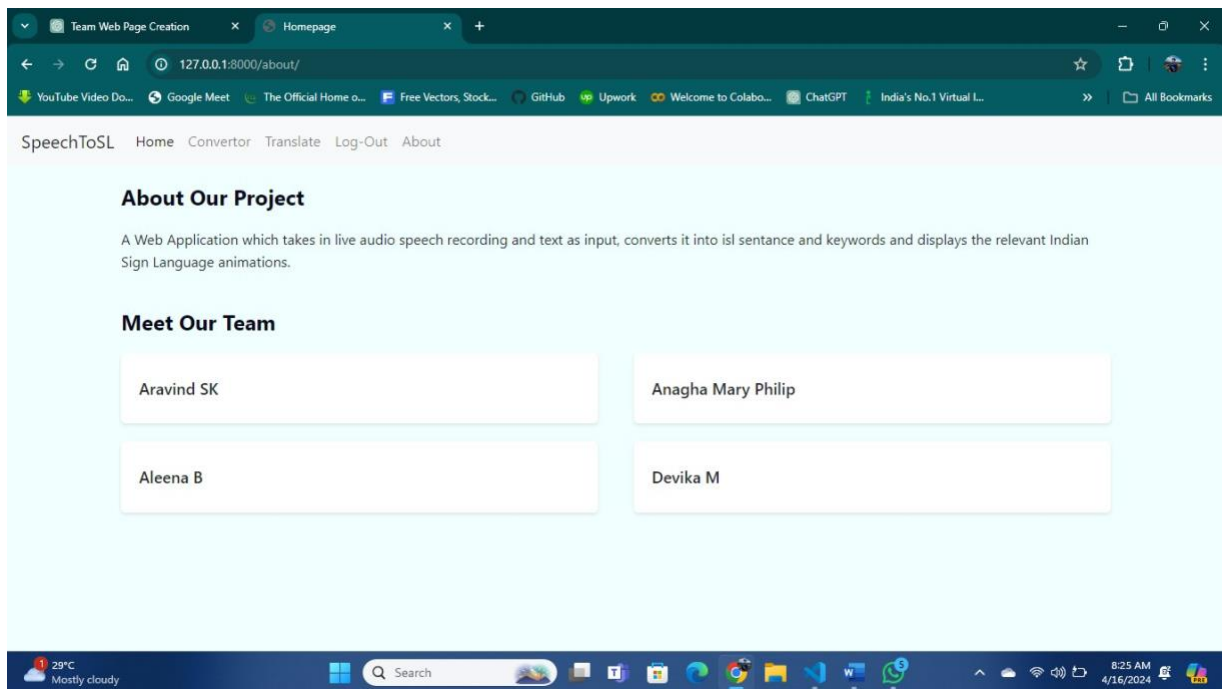 Team Web Page Creation
Homepage
127.0.0.1:8000/about/
YouTube Video Do... Google Meet The Official Home o... Free Vectors, Stock... GitHub Upwork Welcome to Colabo... ChatGPT India's No.1 Virtual I... » All Bookmarks
SpeechToSL Home Convertor Translate Log-Out About
About Our Project
A Web Application which takes in live audio speech recording and text as input, converts it into isl sentance and keywords and displays the relevant Indian
Sign Language animations.
Meet Our Team
Aravind SK
Anagha Mary Philip
Aleena B
Devika M
1
29°C
Mostly cloudy
Search
8:25 AM
4/16/2024